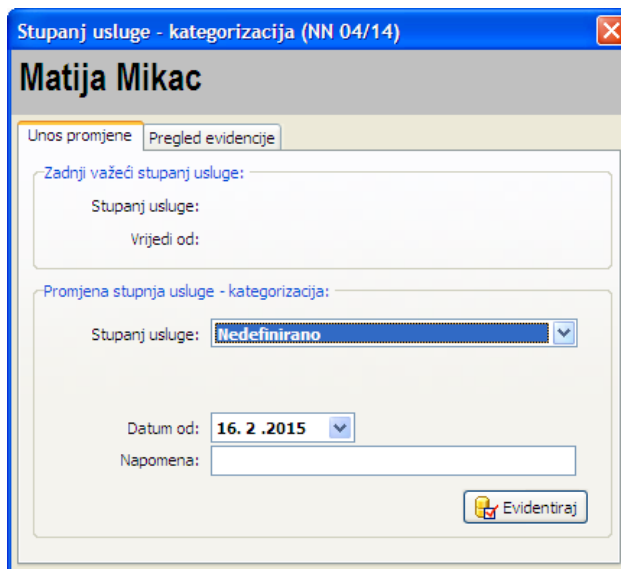 Stupanj usluge - kategorizacija (NN 04/14)
Matija Mikac
Unos promjene Pregled evidencije
Zadnji važeći stupanj usluge:
Stupanj usluge:
Vrijedi od:
Promjena stupnja usluge - kategorizacija:
Stupanj usluge: Nedefinirano
Datum od: 16. 2 .2015
Napomena:
Evidentiraj